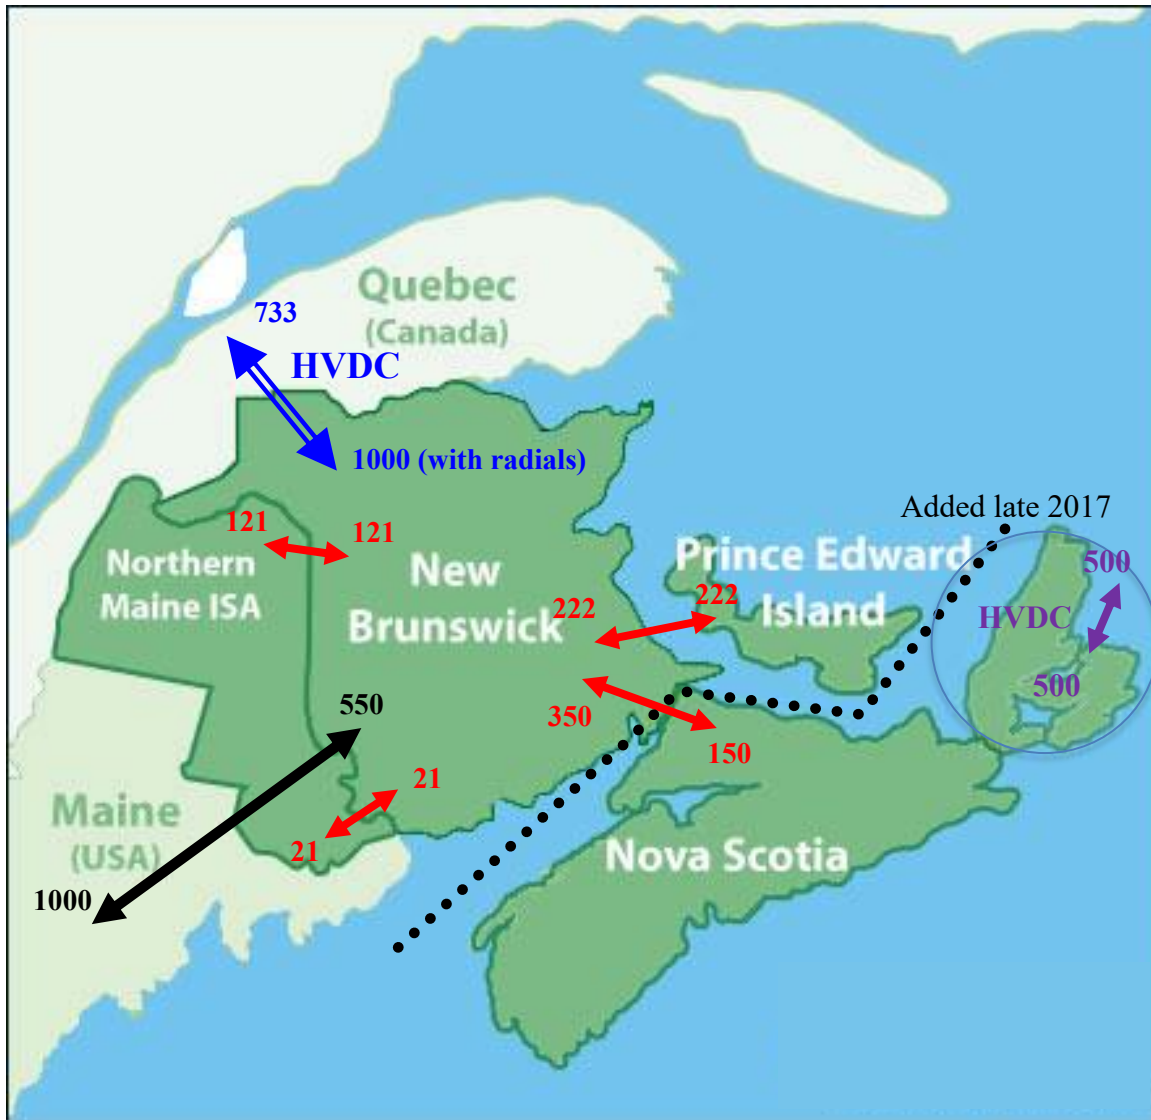 Quebec
(Canada)
733
HVDC
1000 (with radials)
Added late 2017
121
121
Northern
Maine ISA
New
Brunswick
Prince Edward
Island
500
HVDC
500
222
222
350
150
550
21
21
Maine
(USA)
1000
Nova Scotia